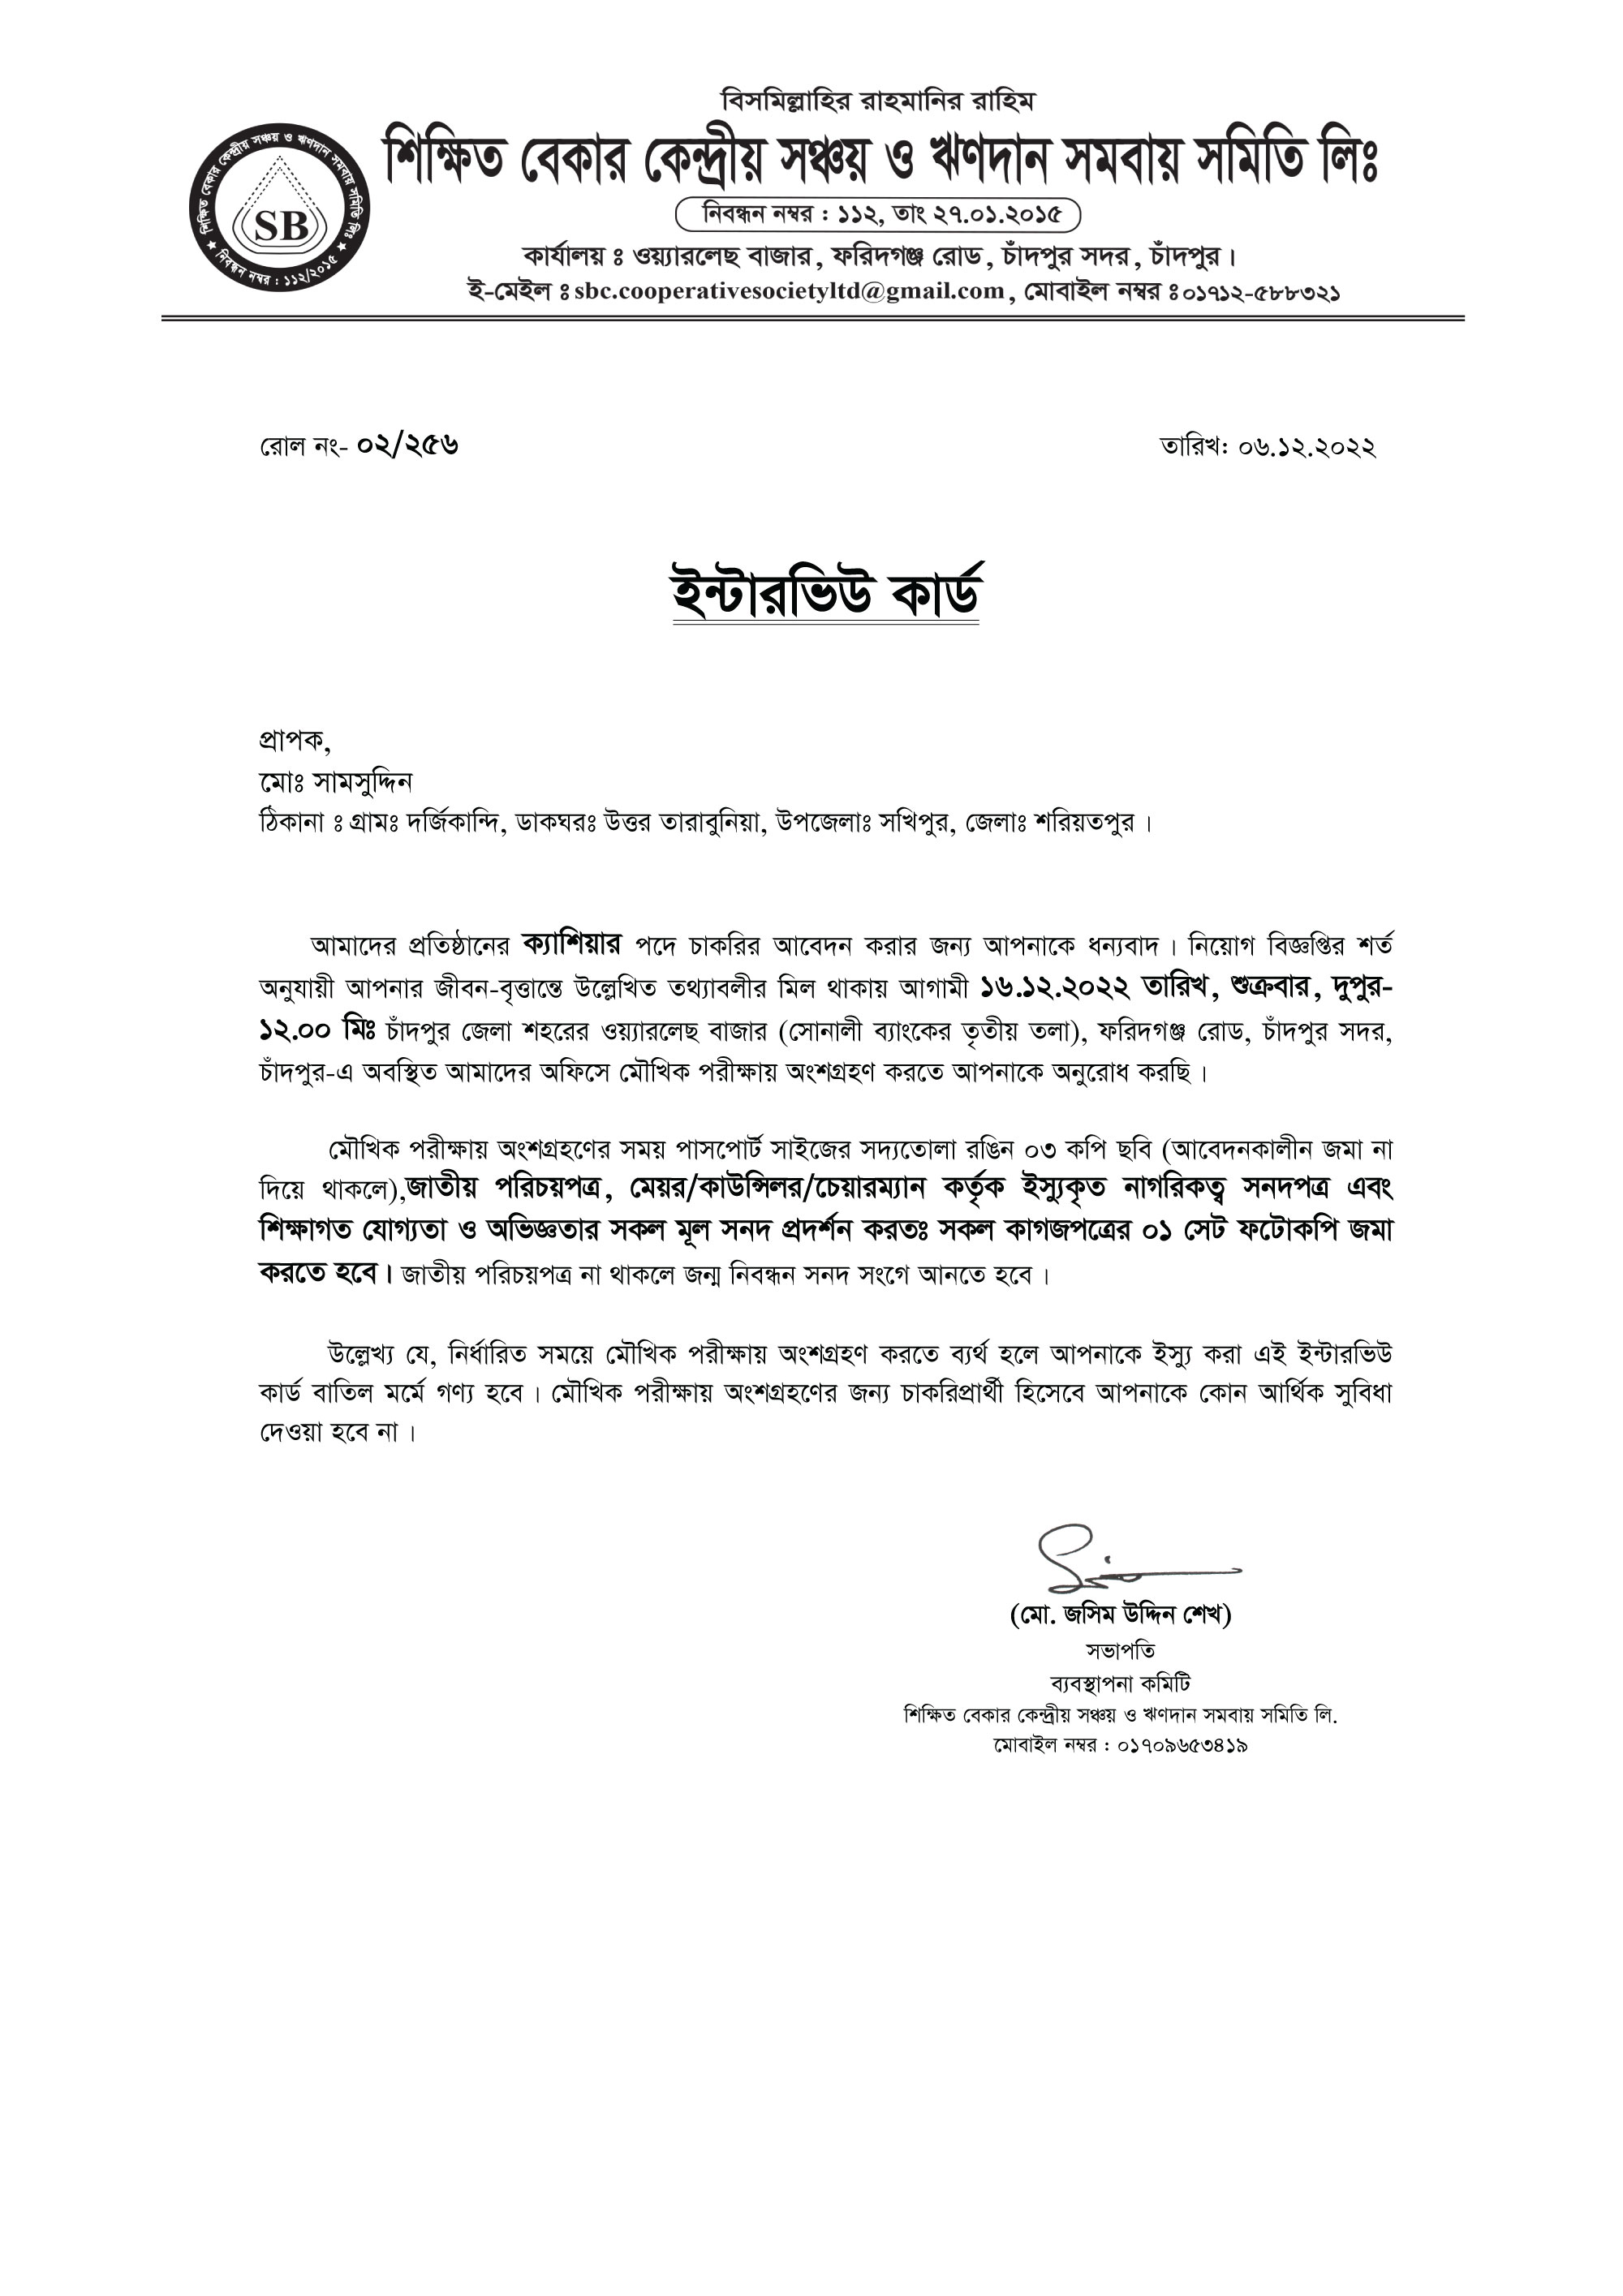 বিসমিল্লাহির রাহমানির রাহিম
শিক্ষিত বেকার কেন্দ্রীয় সঞ্চয় ও ঋণদান সমবায় সমিতি লিঃ
শিক্ষিত বেকার কেন্দ্রীয় সঞ্চয় ও ঋণদান সমবায় সমিতি লিঃ
SB
★ নিবন্ধন নম্বর : ১১২/২০১৫ ★
নিবন্ধন নম্বর : ১১২, তাং ২৭.০১.২০১৫
কার্যালয় ঃ ওয়্যারলেছ বাজার, ফরিদগঞ্জ রোড, চাঁদপুর সদর, চাঁদপুর।
ই-মেইল ঃ sbc.cooperativesocietyltd@gmail.com, মোবাইল নম্বর ঃ ০১৭১২-৫৮৮৩২১
রোল নং- ০২/২৫৬ তারিখ: ০৬.১২.২০২২
ইন্টারভিউ কার্ড
প্রাপক,
মোঃ সামসুদ্দিন
ঠিকানা ঃ গ্রামঃ দর্জিকান্দি, ডাকঘরঃ উত্তর তারাবুনিয়া, উপজেলাঃ সখিপুর, জেলাঃ শরিয়তপুর।
আমাদের প্রতিষ্ঠানের ক্যাশিয়ার পদে চাকরির আবেদন করার জন্য আপনাকে ধন্যবাদ। নিয়োগ বিজ্ঞপ্তির শর্ত
অনুযায়ী আপনার জীবন-বৃত্তান্তে উল্লেখিত তথ্যাবলীর মিল থাকায় আগামী ১৬.১২.২০২২ তারিখ, শুক্রবার, দুপুর-
১২.০০ মিঃ চাঁদপুর জেলা শহরের ওয়্যারলেছ বাজার (সোনালী ব্যাংকের তৃতীয় তলা), ফরিদগঞ্জ রোড, চাঁদপুর সদর,
চাঁদপুর-এ অবস্থিত আমাদের অফিসে মৌখিক পরীক্ষায় অংশগ্রহণ করতে আপনাকে অনুরোধ করছি।
মৌখিক পরীক্ষায় অংশগ্রহণের সময় পাসপোর্ট সাইজের সদ্যতোলা রঙিন ০৩ কপি ছবি (আবেদনকালীন জমা না
দিয়ে থাকলে),জাতীয় পরিচয়পত্র, মেয়র/কাউন্সিলর/চেয়ারম্যান কর্তৃক ইস্যুকৃত নাগরিকত্ব সনদপত্র এবং
শিক্ষাগত যোগ্যতা ও অভিজ্ঞতার সকল মূল সনদ প্রদর্শন করতঃ সকল কাগজপত্রের ০১ সেট ফটোকপি জমা
করতে হবে। জাতীয় পরিচয়পত্র না থাকলে জন্ম নিবন্ধন সনদ সংগে আনতে হবে।
উল্লেখ্য যে, নির্ধারিত সময়ে মৌখিক পরীক্ষায় অংশগ্রহণ করতে ব্যর্থ হলে আপনাকে ইস্যু করা এই ইন্টারভিউ
কার্ড বাতিল মর্মে গণ্য হবে। মৌখিক পরীক্ষায় অংশগ্রহণের জন্য চাকরিপ্রার্থী হিসেবে আপনাকে কোন আর্থিক সুবিধা
দেওয়া হবে না।
(মো. জসিম উদ্দিন শেখ)
সভাপতি
ব্যবস্থাপনা কমিটি
শিক্ষিত বেকার কেন্দ্রীয় সঞ্চয় ও ঋণদান সমবায় সমিতি লি.
মোবাইল নম্বর : ০১৭০৯৬৫৩৪১৯